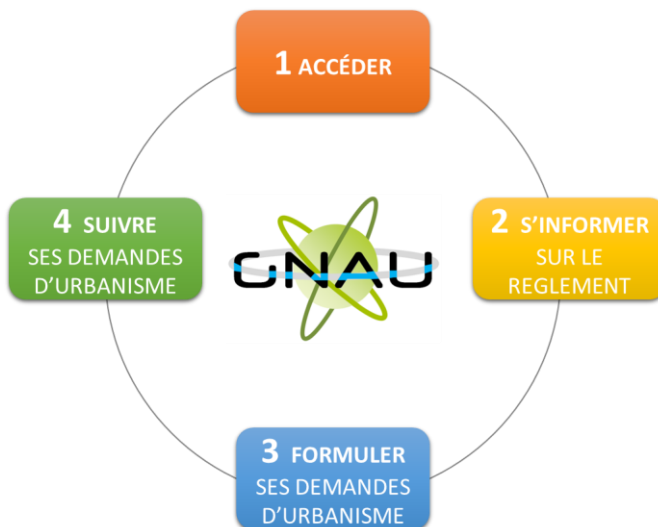 1 ACCÉDER
2 S'INFORMER
SUR LE
REGLEMENT
3 FORMULER
SES DEMANDES
D'URBANISME
4 SUIVRE
SES DEMANDES
D'URBANISME
GNAU